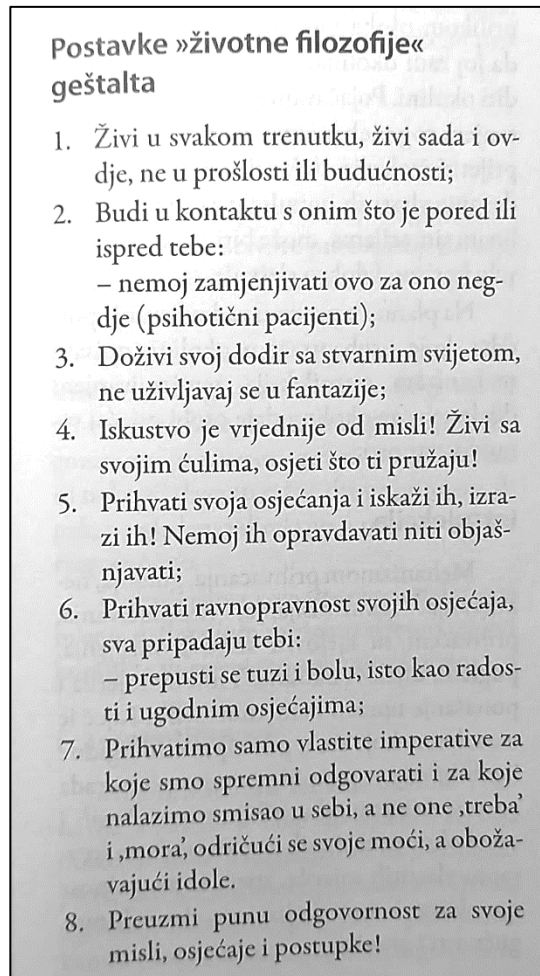 Postavke »životne filozofije«
geštalta
1. Živi u svakom trenutku, živi sada i ov-
dje, ne u prošlosti ili budućnosti;
2. Budi u kontaktu s onim što je pored ili
ispred tebe:
– nemoj zamjenjivati ovo za ono neg-
dje (psihotični pacijenti);
3. Doživi svoj dodir sa stvarnim svijetom,
ne uživljavaj se u fantazije;
4. Iskustvo je vrjednije od misli! Živi sa
svojim ćulima, osjeti što ti pružaju!
5. Prihvati svoja osjećanja i iskaži ih, izra-
zi ih! Nemoj ih opravdavati niti objaš-
njavati;
6. Prihvati ravnopravnost svojih osjećaja,
sva pripadaju tebi:
– prepusti se tuzi i bolu, isto kao rados-
ti i ugodnim osjećajima;
7. Prihvatimo samo vlastite imperative za
koje smo spremni odgovarati i za koje
nalazimo smisao u sebi, a ne one ‚treba’
i ‚mora’, odričući se svoje moći, a oboža-
vajući idole.
8. Preuzmi punu odgovornost za svoje
misli, osjećaje i postupke!